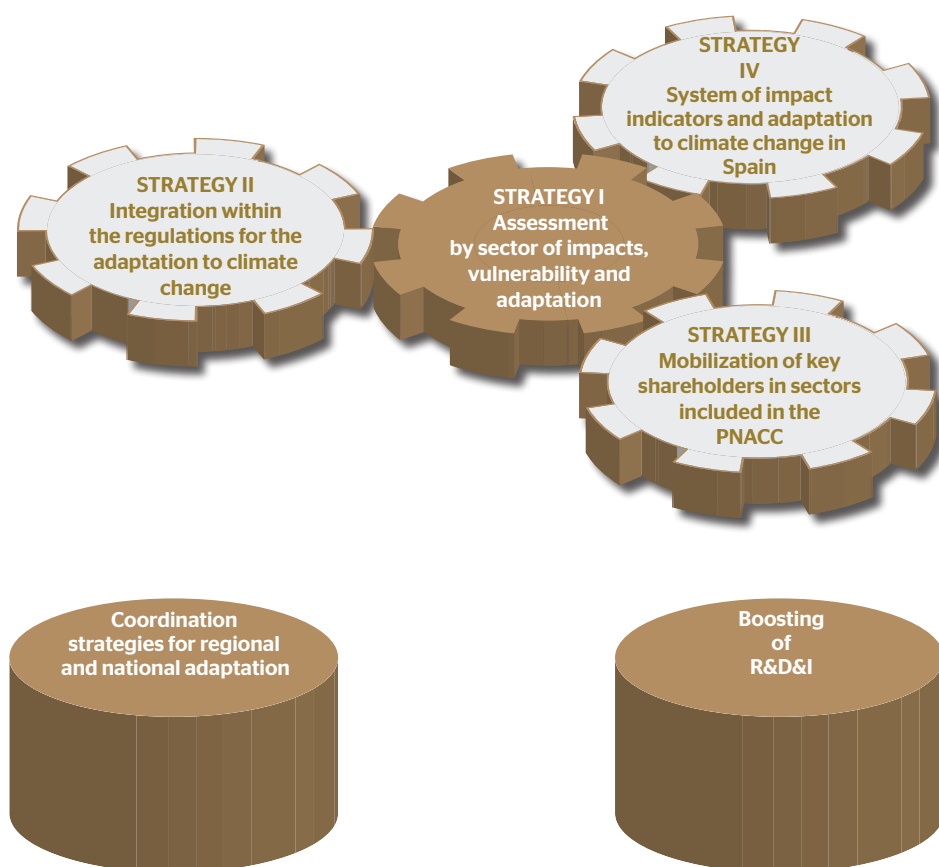 STRATEGY
IV
System of impact
indicators and adaptation
to climate change in
Spain
STRATEGY II
Integration within
the regulations for the
adaptation to climate
change
STRATEGY I
Assessment
by sector of impacts,
vulnerability and
adaptation
STRATEGY III
Mobilization of key
shareholders in sectors
included in the
PNACC
Coordination
strategies for regional
and national adaptation
Boosting
of
R&D&I